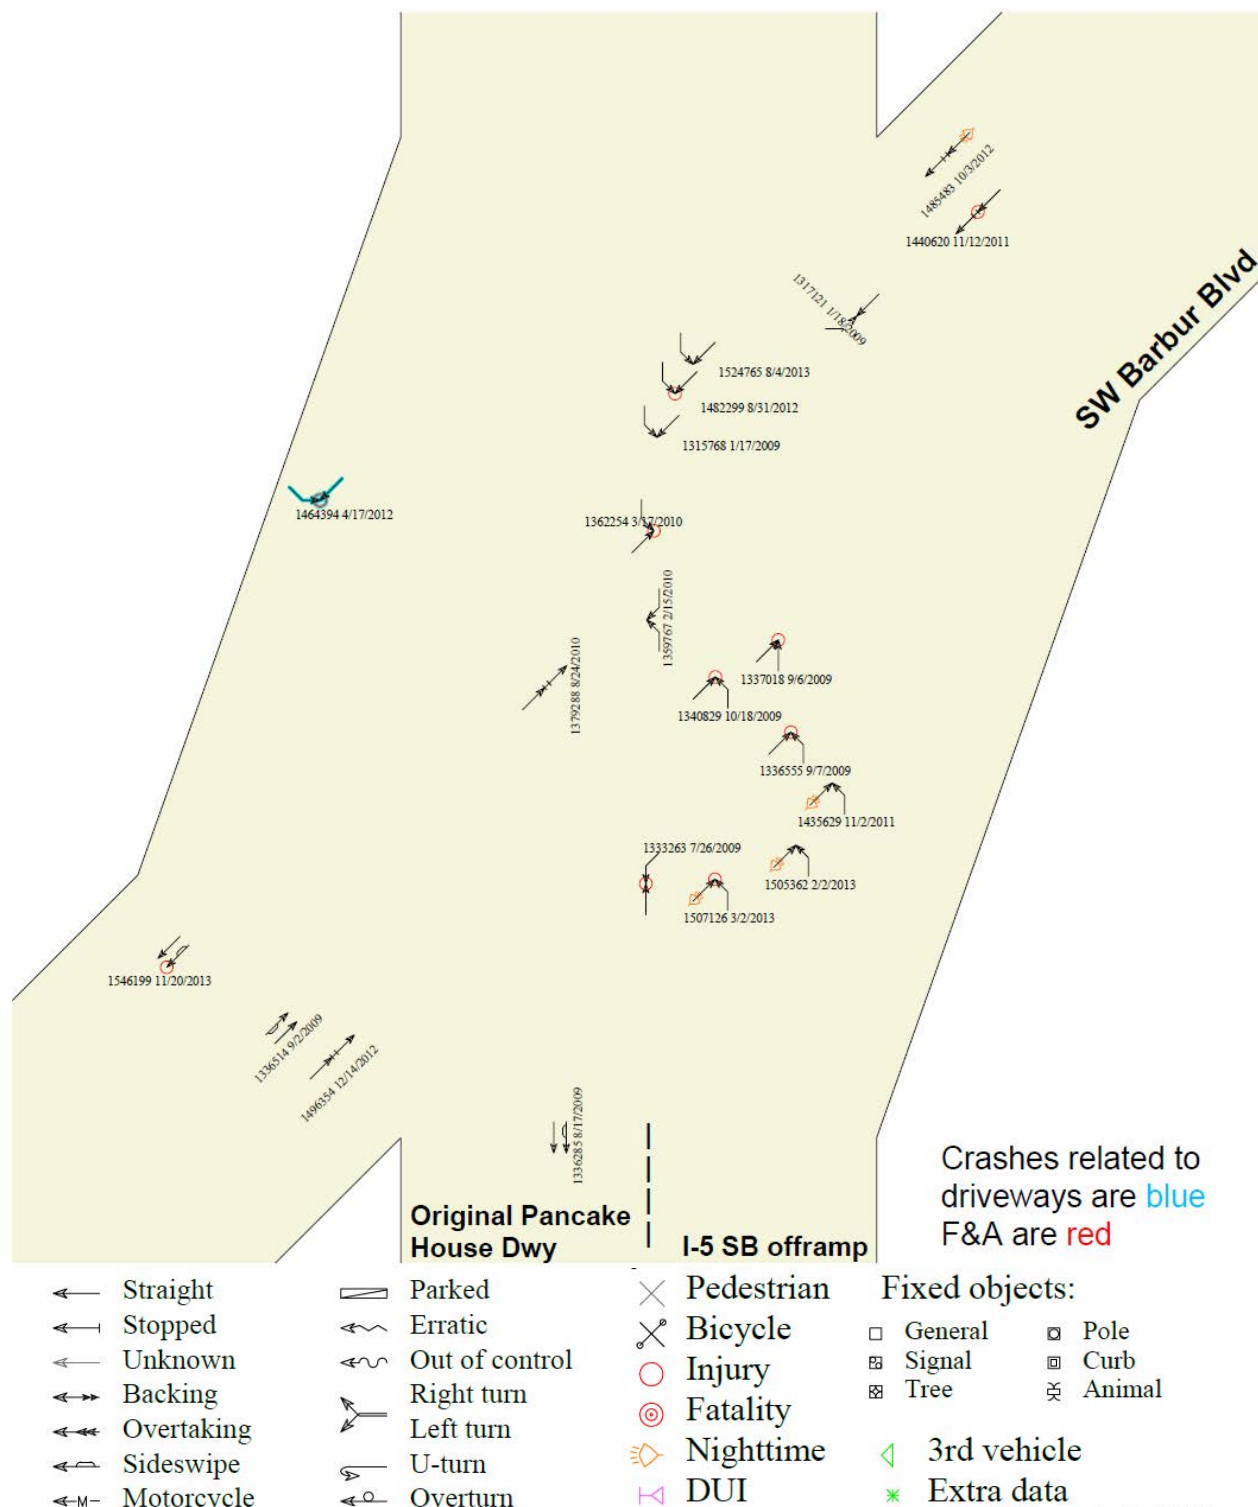 1485483 10/3/2012
1440620 11/12/2011
SW Barbur Blvd
1317121 1/18/2009
1524765 8/4/2013
1482299 8/31/2012
1315768 1/17/2009
1464394 4/17/2012
1362254 3/17/2010
1359767 2/15/2010
1379288 8/24/2010
1337018 9/6/2009
1340829 10/18/2009
1336555 9/7/2009
1435629 11/2/2011
1333263 7/26/2009
1505362 2/2/2013
1507126 3/2/2013
1546199 11/20/2013
1336514 9/2/2009
1496354 12/14/2012
1336285 8/17/2009
Crashes related to
driveways are blue
F&A are red
Original Pancake
House Dwy
I-5 SB offramp
Straight
Stopped
Unknown
Backing
Overtaking
Sideswipe
M Motorcycle
Parked
Erratic
Out of control
Right turn
Left turn
U-turn
Overturn
Pedestrian
Bicycle
Injury
Fatality
Nighttime
DUI
Fixed objects:
General
Signal
Tree
Pole
Curb
Animal
3rd vehicle
Extra data